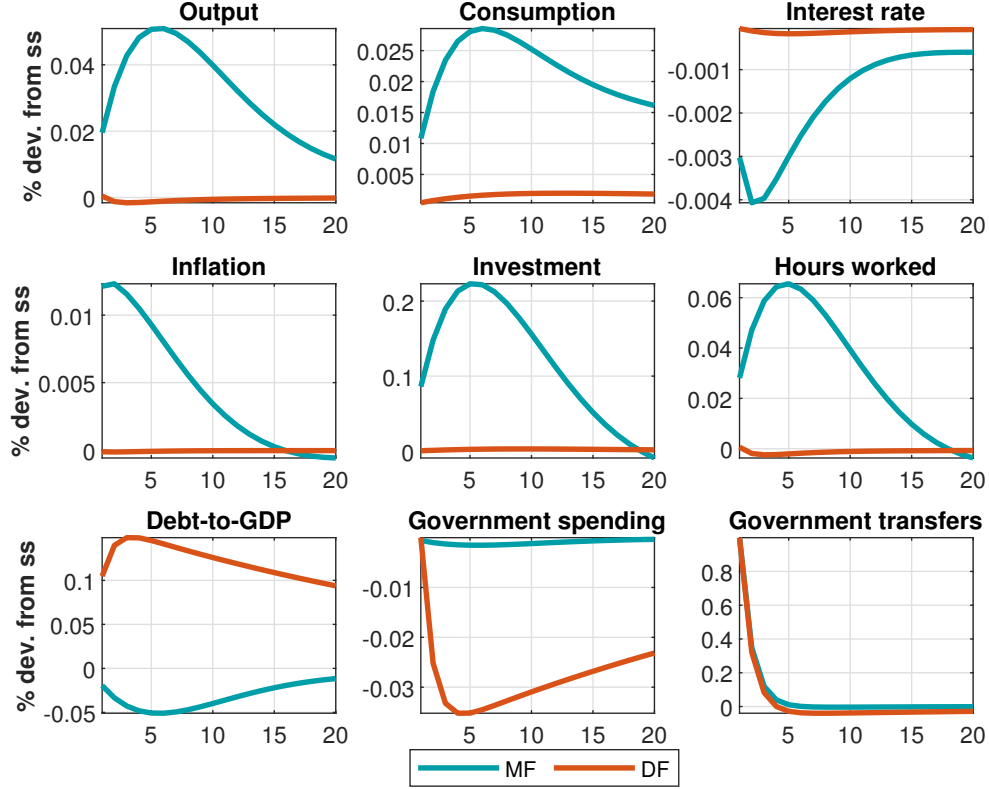 Output
Consumption
Interest rate
% dev. from ss
0.04
0.02
0
5 10 15 20
0.025
0.02
0.015
0.01
0.005
5 10 15 20
-0.001
-0.002
-0.003
-0.004
5 10 15 20
Inflation
Investment
Hours worked
% dev. from ss
0.01
0.005
0
5 10 15 20
0.2
0.1
0
5 10 15 20
0.06
0.04
0.02
0
5 10 15 20
Debt-to-GDP
Government spending
Government transfers
% dev. from ss
0.1
0.05
0
-0.05
5 10 15 20
-0.01
-0.02
-0.03
5 10 15 20
0.8
0.6
0.4
0.2
0
5 10 15 20
MF DF